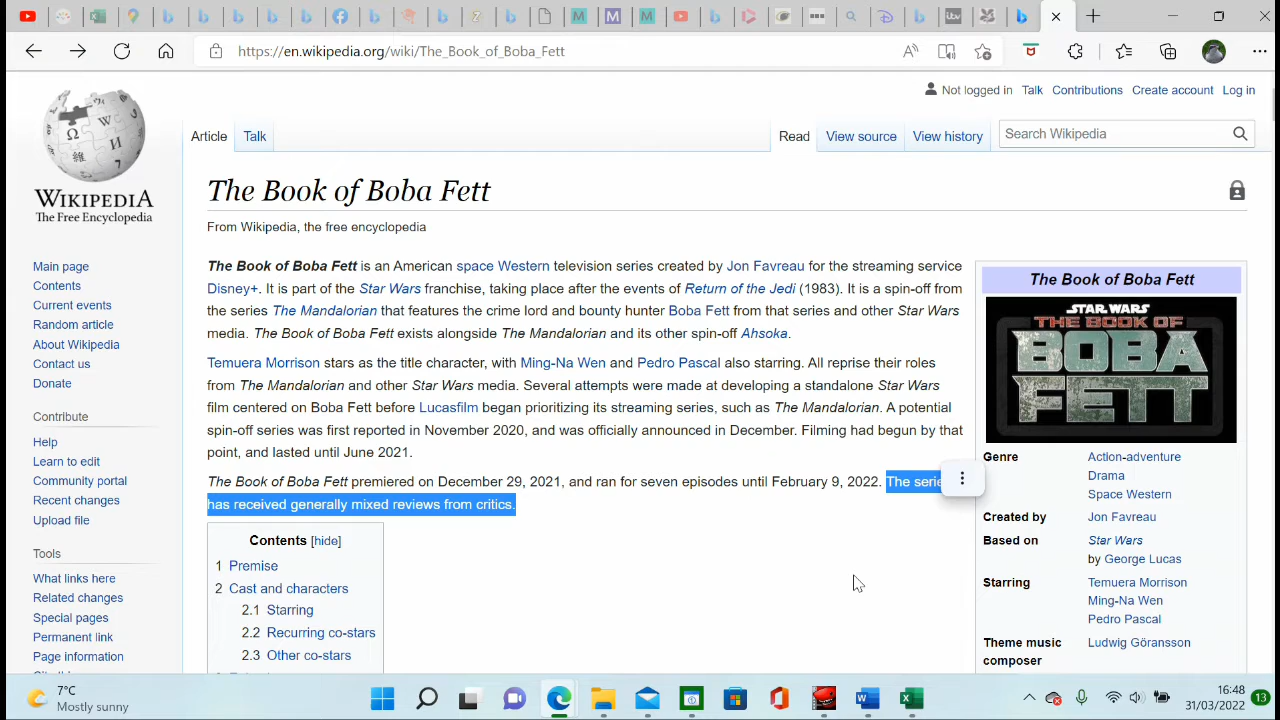 https://en.wikipedia.org/wiki/The_Book_of_Boba_Fett
Not logged in Talk Contributions Create account Log in
Article Talk Read View source View history Search Wikipedia
WIKIPEDIA
The Free Encyclopedia
Main page
Contents
Current events
Random article
About Wikipedia
Contact us
Donate
Contribute
Help
Learn to edit
Community portal
Recent changes
Upload file
Tools
What links here
Related changes
Special pages
Permanent link
Page information
The Book of Boba Fett
From Wikipedia, the free encyclopedia
The Book of Boba Fett is an American space Western television series created by Jon Favreau for the streaming service
Disney+. It is part of the Star Wars franchise, taking place after the events of Return of the Jedi (1983). It is a spin-off from
the series The Mandalorian that features the crime lord and bounty hunter Boba Fett from that series and other Star Wars
media. The Book of Boba Fett exists alongside The Mandalorian and its other spin-off Ahsoka.
Temuera Morrison stars as the title character, with Ming-Na Wen and Pedro Pascal also starring. All reprise their roles
from The Mandalorian and other Star Wars media. Several attempts were made at developing a standalone Star Wars
film centered on Boba Fett before Lucasfilm began prioritizing its streaming series, such as The Mandalorian. A potential
spin-off series was first reported in November 2020, and was officially announced in December. Filming had begun by that
point, and lasted until June 2021.
The Book of Boba Fett premiered on December 29, 2021, and ran for seven episodes until February 9, 2022. The serie
has received generally mixed reviews from critics.
Contents [hide]
1 Premise
2 Cast and characters
2.1 Starring
2.2 Recurring co-stars
2.3 Other co-stars
The Book of Boba Fett
STAR WARS
THE BOOK OF
BOBA
FETT
Genre Action-adventure
Drama
Space Western
Created by Jon Favreau
Based on Star Wars
by George Lucas
Starring Temuera Morrison
Ming-Na Wen
Pedro Pascal
Theme music Ludwig Göransson
composer
7°C
Mostly sunny
16:48
31/03/2022
13